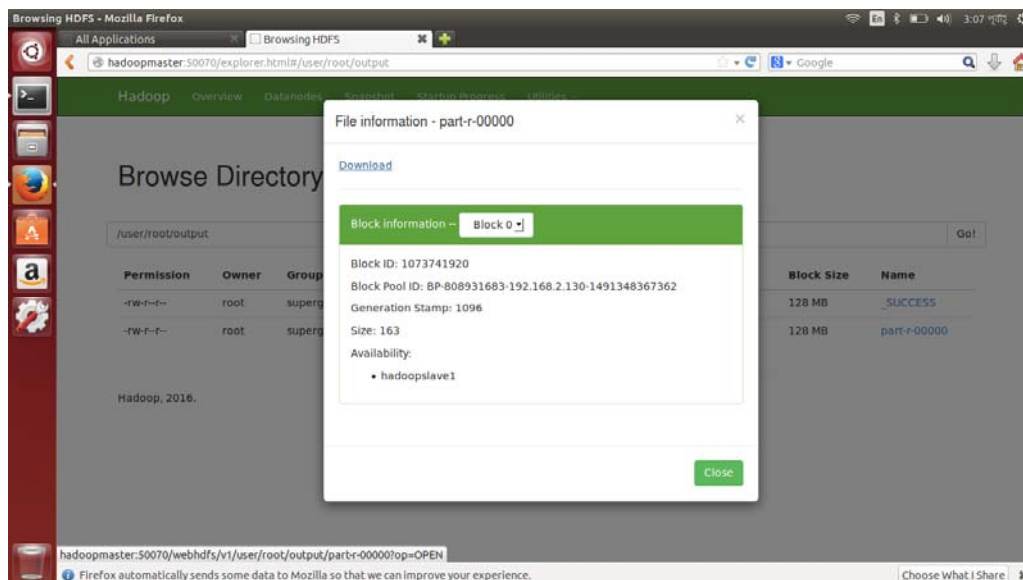 Browsing HDFS - Mozilla Firefox
En
3:07
All Applications
Browsing HDFS
hadoopmaster:50070/explorer.html#/user/root/output
Google
Hadoop Overview Datanodes Snapshot Startup Progress Utilities
File information - part-r-00000
×
Download
Browse Directory
Block information -- Block 0
/user/root/output
Go!
Permission Owner Group Block Size Name
Block ID: 1073741920
Block Pool ID: BP-808931683-192.168.2.130-1491348367362
-rw-r--r-- root superg 128 MB _SUCCESS
Generation Stamp: 1096
Size: 163
-rw-r--r-- root superg 128 MB part-r-00000
Availability:
• hadoopslave1
Hadoop, 2016.
Close
hadoopmaster:50070/webhdfs/v1/user/root/output/part-r-00000?op=OPEN
Firefox automatically sends some data to Mozilla so that we can improve your experience.
Choose What I Share